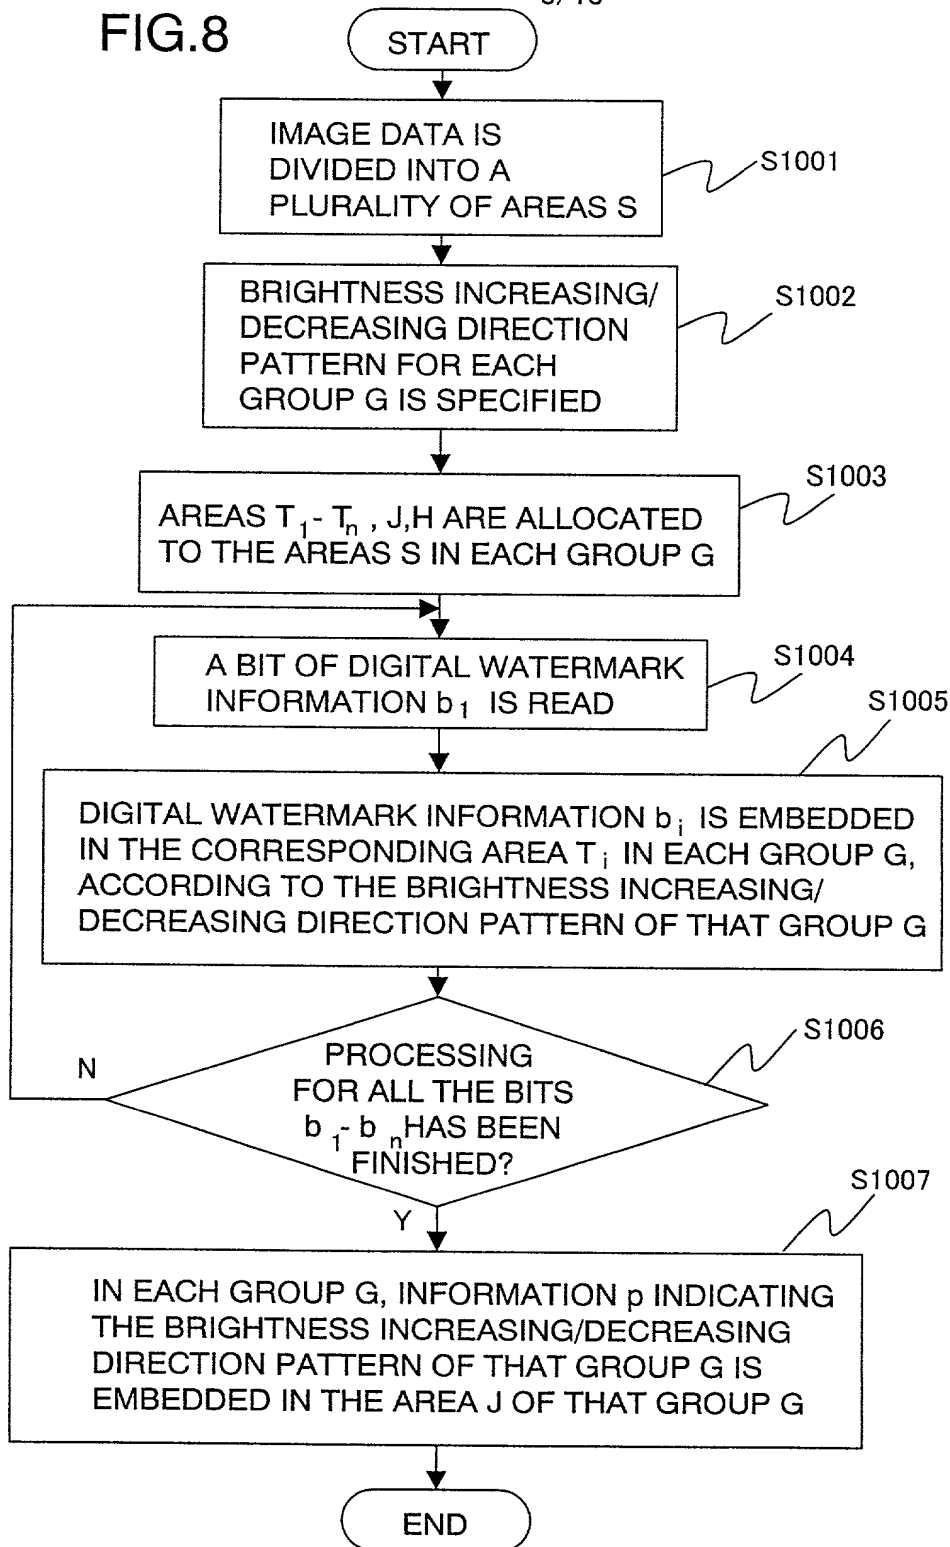 FIG.8
START
IMAGE DATA IS
DIVIDED INTO A
PLURALITY OF AREAS S
S1001
BRIGHTNESS INCREASING/
DECREASING DIRECTION
PATTERN FOR EACH
GROUP G IS SPECIFIED
S1002
AREAS T1- Tn , J,H ARE ALLOCATED
TO THE AREAS S IN EACH GROUP G
S1003
A BIT OF DIGITAL WATERMARK
INFORMATION b1 IS READ
S1004
DIGITAL WATERMARK INFORMATION bi IS EMBEDDED
IN THE CORRESPONDING AREA Ti IN EACH GROUP G,
ACCORDING TO THE BRIGHTNESS INCREASING/
DECREASING DIRECTION PATTERN OF THAT GROUP G
S1005
PROCESSING
FOR ALL THE BITS
b1- bn HAS BEEN
FINISHED?
S1006
N
Y
IN EACH GROUP G, INFORMATION p INDICATING
THE BRIGHTNESS INCREASING/DECREASING
DIRECTION PATTERN OF THAT GROUP G IS
EMBEDDED IN THE AREA J OF THAT GROUP G
S1007
END